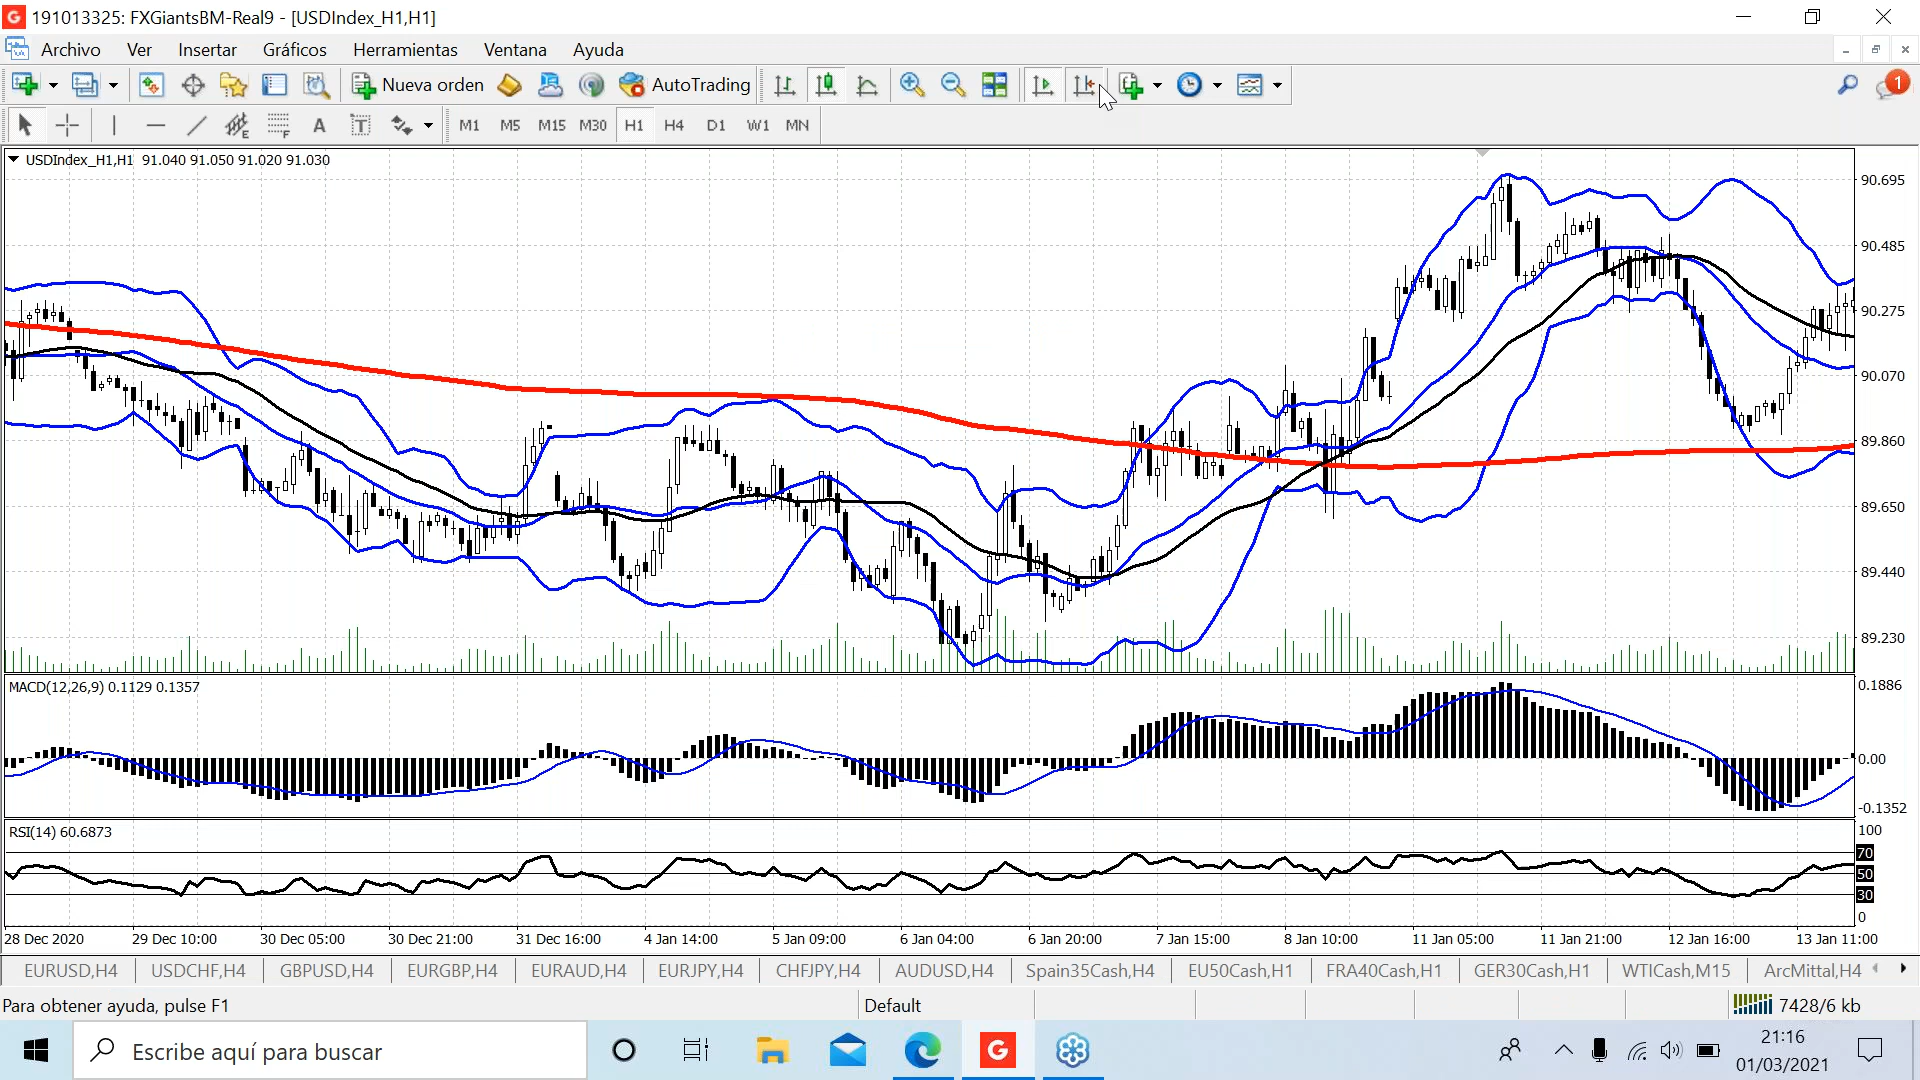 191013325: FXGiantsBM-Real9 - [USDIndex_H1,H1]
Archivo Ver Insertar Gráficos Herramientas Ventana Ayuda
Nueva orden AutoTrading 1
A T M1 M5 M15 M30 H1 H4 D1 W1 MN
USDIndex_H1,H1 91.040 91.050 91.020 91.030
90.695
90.485
90.275
90.070
89.860
89.650
89.440
89.230
MACD(12,26,9) 0.1129 0.1357
0.1886
0.00
-0.1352
RSI(14) 60.6873
100
70
50
30
0
28 Dec 2020 29 Dec 10:00 30 Dec 05:00 30 Dec 21:00 31 Dec 16:00 4 Jan 14:00 5 Jan 09:00 6 Jan 04:00 6 Jan 20:00 7 Jan 15:00 8 Jan 10:00 11 Jan 05:00 11 Jan 21:00 12 Jan 16:00 13 Jan 11:00
EURUSD,H4 USDCHF,H4 GBPUSD,H4 EURGBP,H4 EURAUD,H4 EURJPY,H4 CHFJPY,H4 AUDUSD,H4 Spain35Cash,H4 EU50Cash,H1 FRA40Cash,H1 GER30Cash,H1 WTICash,M15 ArcMittal,H4
Para obtener ayuda, pulse F1 Default 7428/6 kb
Escribe aquí para buscar
21:16
01/03/2021